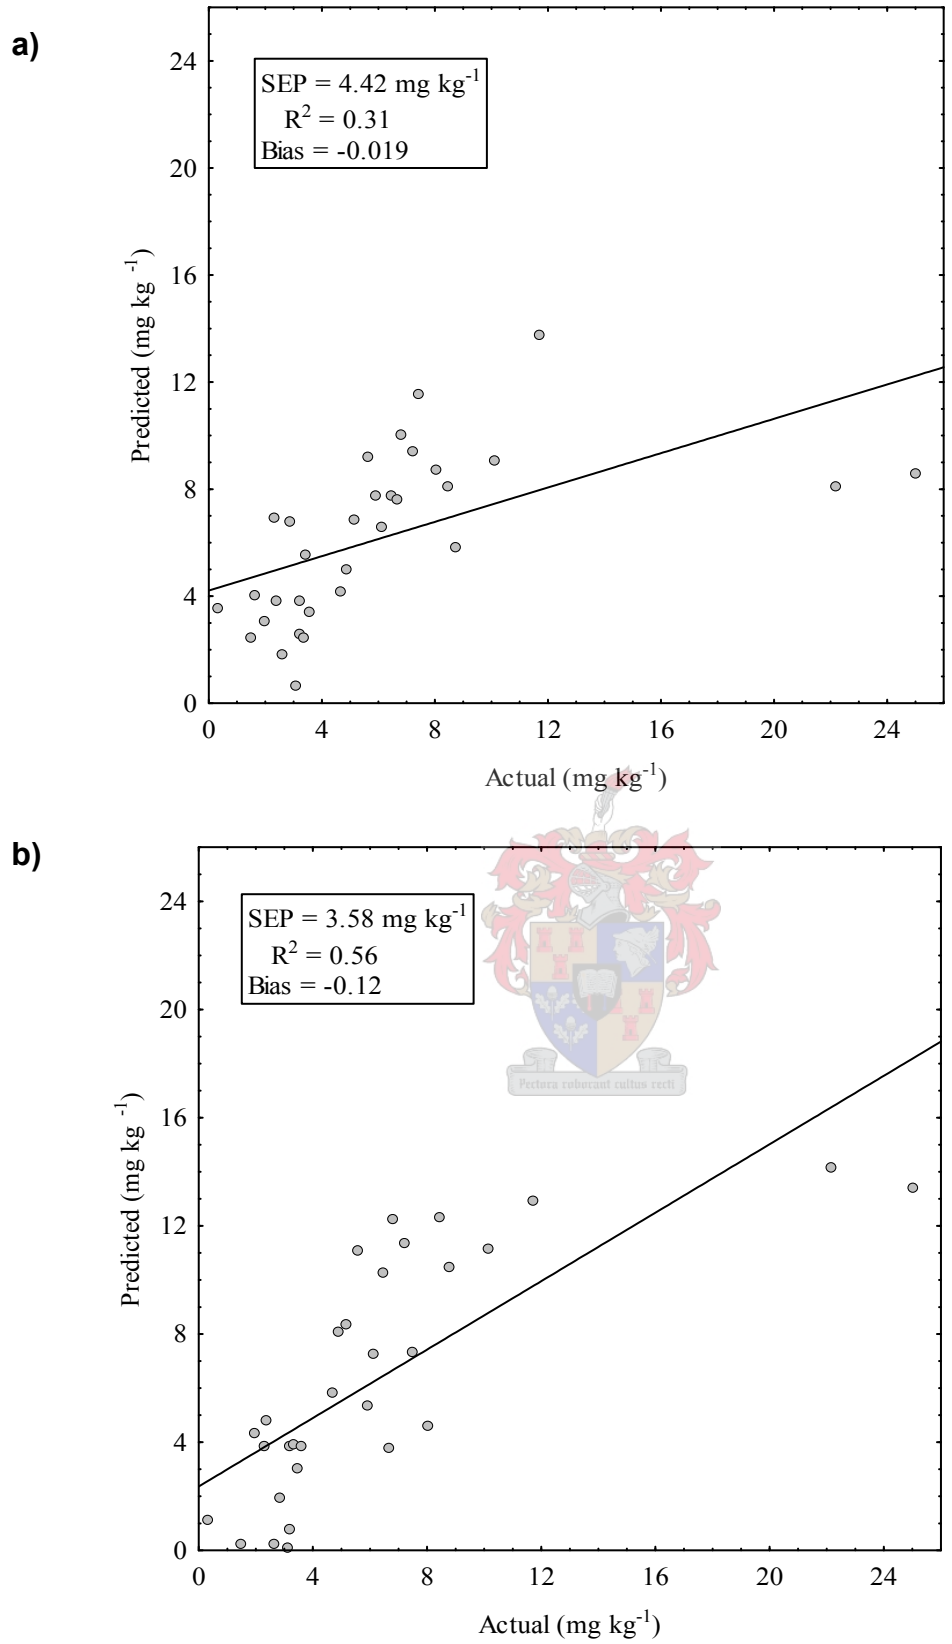 a)
24
20
16
12
8
4
0
Predicted (mg kg⁻¹)
SEP = 4.42 mg kg⁻¹
R² = 0.31
Bias = -0.019
0 4 8 12 16 20 24
Actual (mg kg⁻¹)
b)
24
20
16
12
8
4
0
Predicted (mg kg⁻¹)
SEP = 3.58 mg kg⁻¹
R² = 0.56
Bias = -0.12
Pectora roborant cultus recti
0 4 8 12 16 20 24
Actual (mg kg⁻¹)